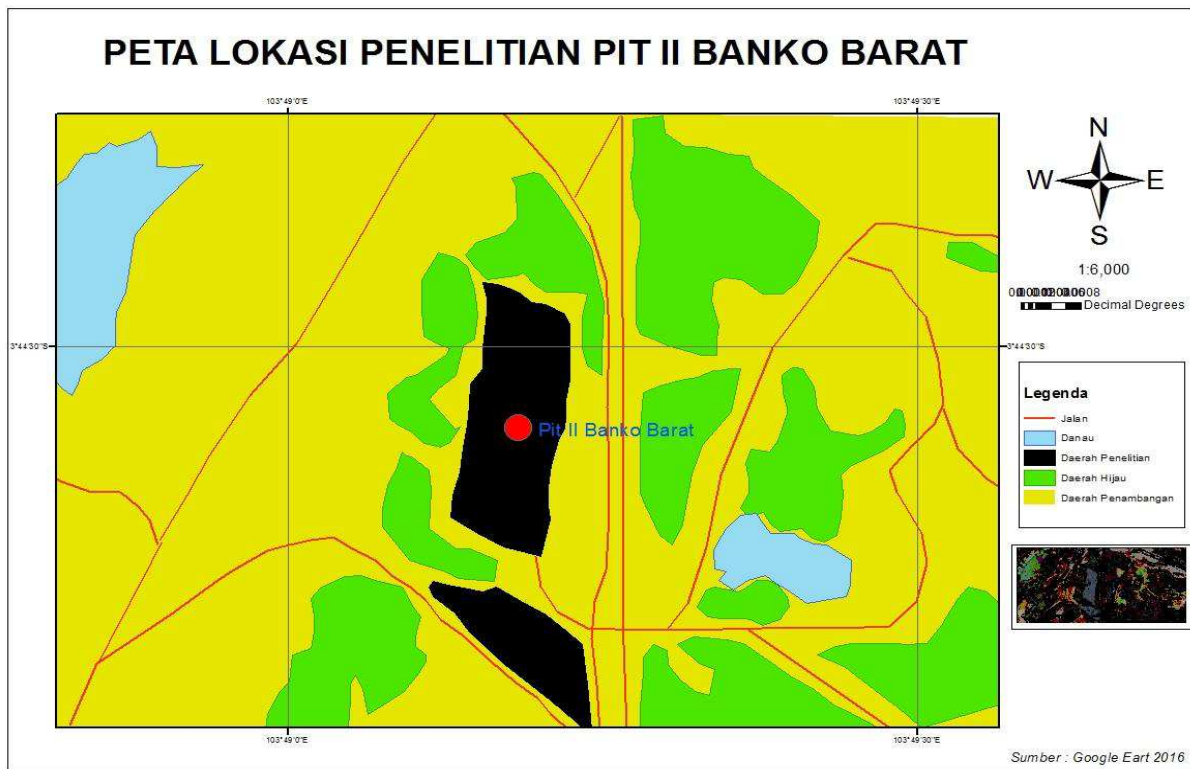 PETA LOKASI PENELITIAN PIT II BANKO BARAT
103°49'0"E
103°49'30"E
N
W E
S
1:6,000
Decimal Degrees
3°44'30"S
3°44'30"S
Legenda
Jalan
Danau
Daerah Penelitian
Daerah Hijau
Daerah Penambangan
Pit II Banko Barat
103°49'0"E
103°49'30"E
Sumber : Google Eart 2016